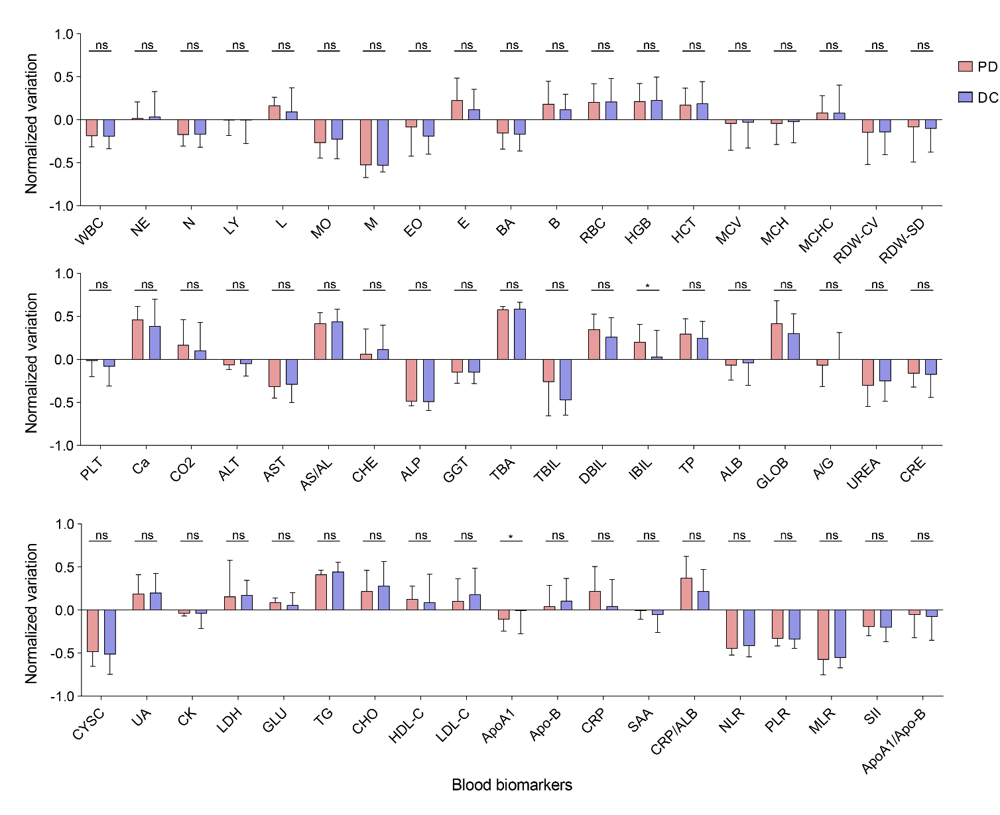 1.0
ns ns ns ns ns ns ns ns ns ns ns ns ns ns ns ns ns ns ns
PD
DC
0.5
0.0
-0.5
-1.0
Normalized variation
WBC NE N LY L MO M EO E BA B RBC HGB HCT MCV MCH MCHC RDW-CV RDW-SD
1.0
ns ns ns ns ns ns ns ns ns ns ns ns * ns ns ns ns ns ns
0.5
0.0
-0.5
-1.0
Normalized variation
PLT Ca CO2 ALT AST AS/AL CHE ALP GGT TBA TBIL DBIL IBIL TP ALB GLOB A/G UREA CRE
1.0
ns ns ns ns ns ns ns ns ns * ns ns ns ns ns ns ns ns ns
0.5
0.0
-0.5
-1.0
Normalized variation
CYSC UA CK LDH GLU TG CHO HDL-C LDL-C ApoA1 Apo-B CRP SAA CRP/ALB NLR PLR MLR SII ApoA1/Apo-B
Blood biomarkers